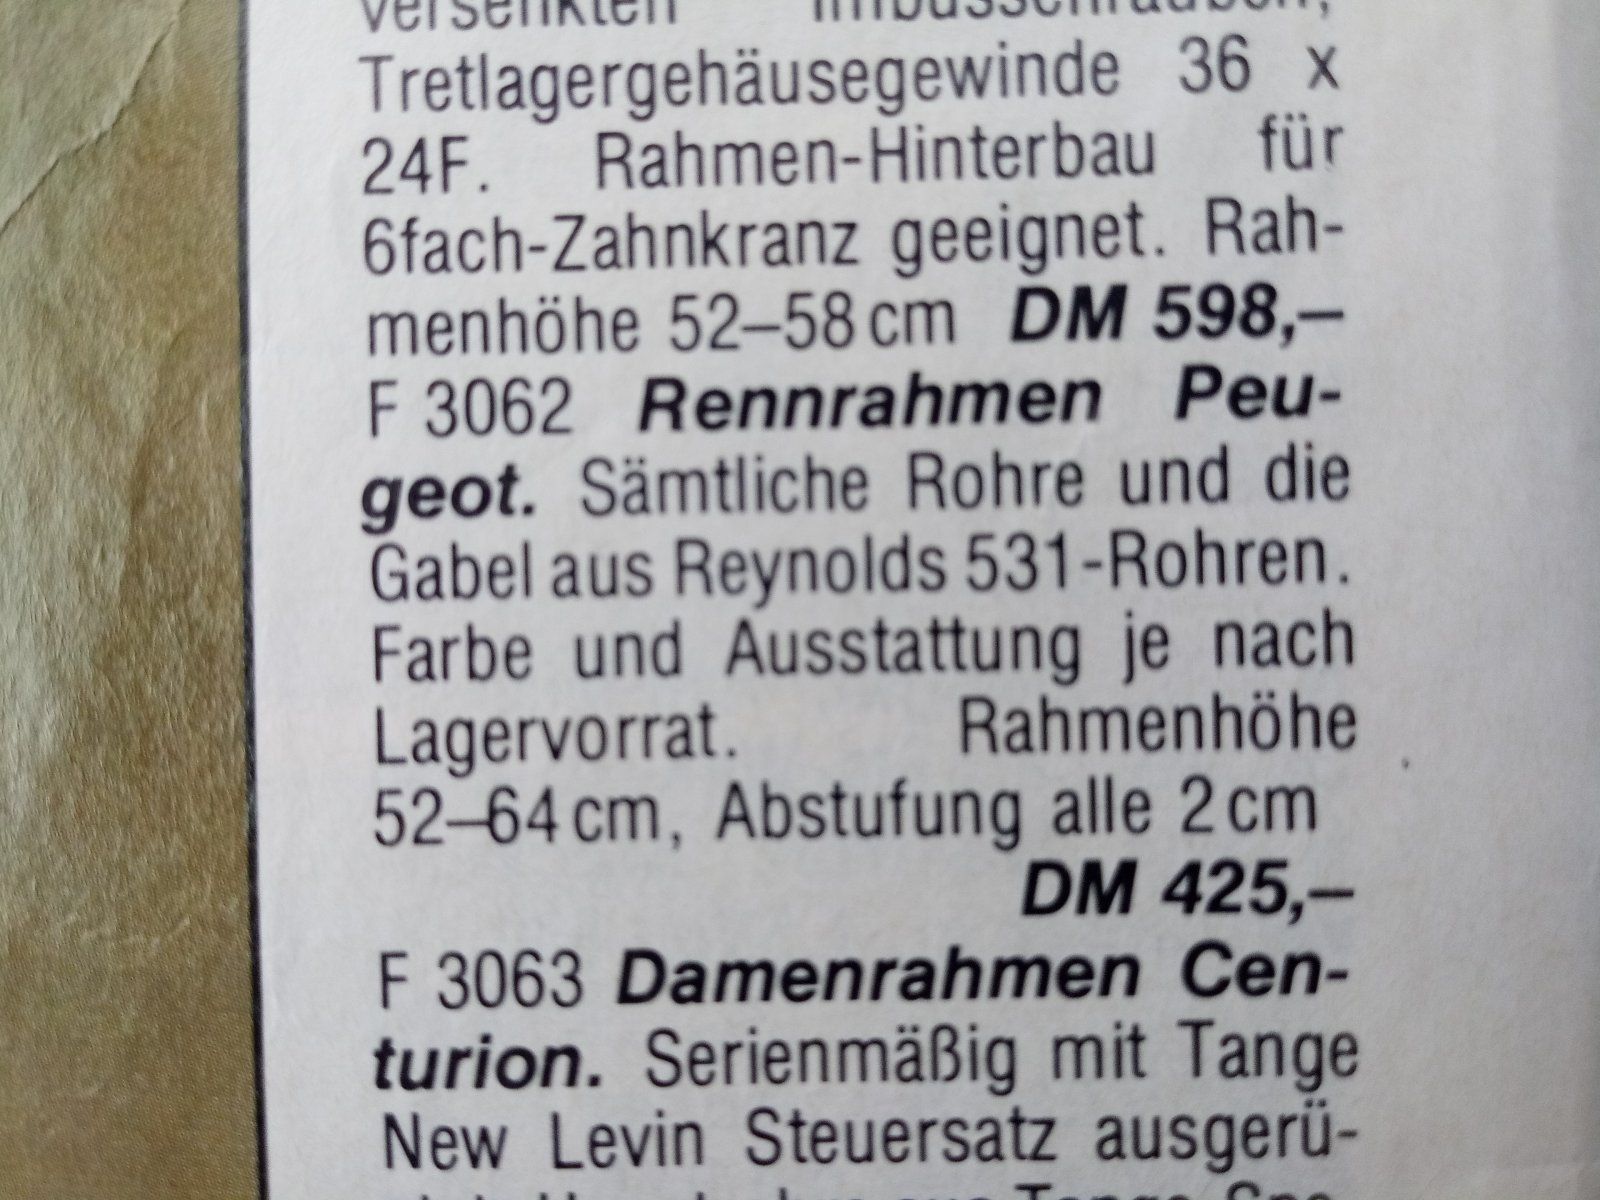 versenkten Imbusschrauben,
Tretlagergehäusegewinde 36 x
24F. Rahmen-Hinterbau für
6fach-Zahnkranz geeignet. Rah-
menhöhe 52–58 cm DM 598,–
F 3062 Rennrahmen Peu-
geot. Sämtliche Rohre und die
Gabel aus Reynolds 531-Rohren.
Farbe und Ausstattung je nach
Lagervorrat. Rahmenhöhe
52–64 cm, Abstufung alle 2 cm
DM 425,–
F 3063 Damenrahmen Cen-
turion. Serienmäßig mit Tange
New Levin Steuersatz ausgerü-